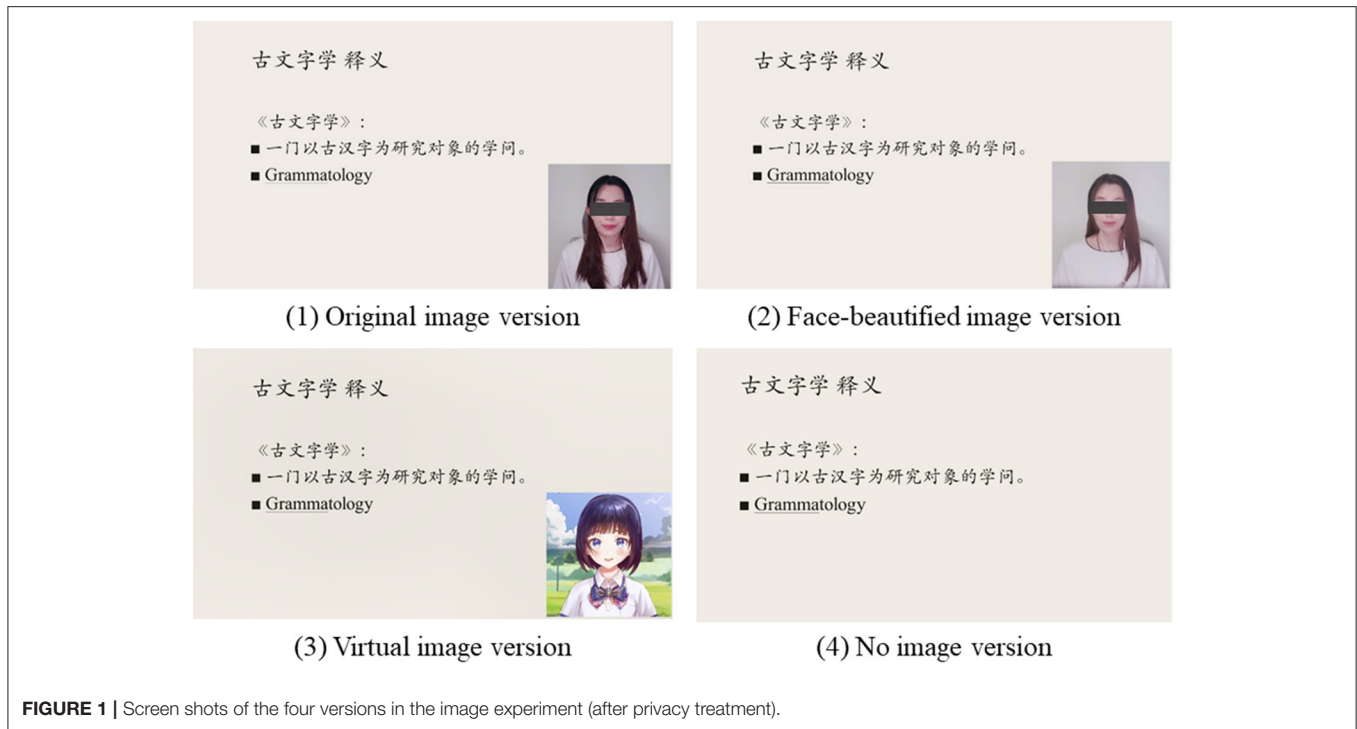 古文字学 释义
《古文字学》:
■ 一门以古汉字为研究对象的学问。
■ Grammatology
(1) Original image version
古文字学 释义
《古文字学》:
■ 一门以古汉字为研究对象的学问。
■ Grammatology
(2) Face-beautified image version
古文字学 释义
《古文字学》:
■ 一门以古汉字为研究对象的学问。
■ Grammatology
(3) Virtual image version
古文字学 释义
《古文字学》:
■ 一门以古汉字为研究对象的学问。
■ Grammatology
(4) No image version
FIGURE 1 | Screen shots of the four versions in the image experiment (after privacy treatment).